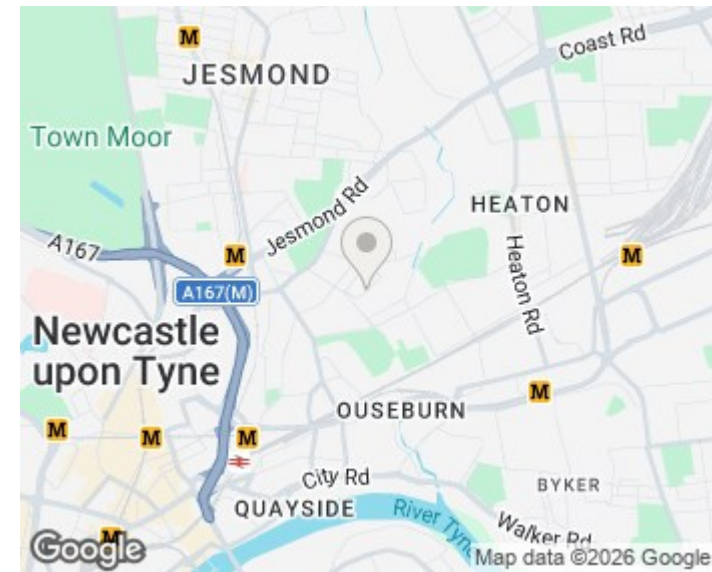 M
Coast Rd
JESMOND
Town Moor
Jesmond Rd
HEATON
A167
M
M
A167(M)
Heaton Rd
Newcastle
upon Tyne
M
OUSEBURN
M
M
M
City Rd
BYKER
QUAYSIDE
River Tyne
Walker Rd
M
Google
Map data ©2026 Google